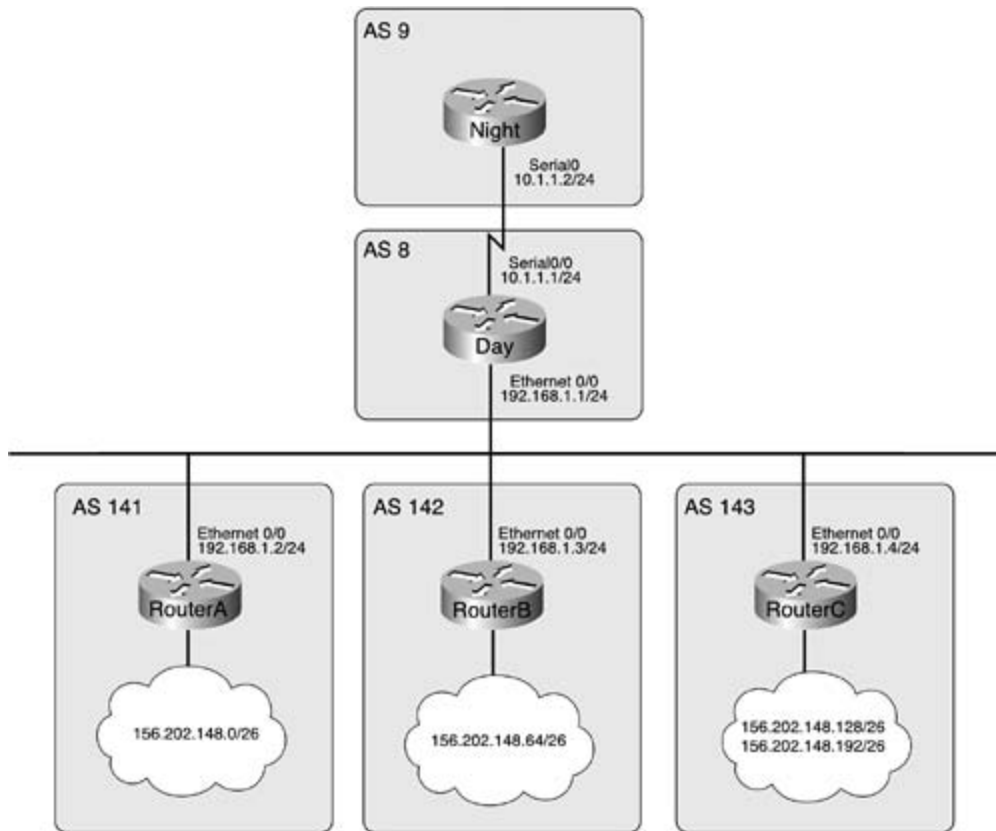 AS 9
Night
Serial0
10.1.1.2/24
AS 8
Serial0/0
10.1.1.1/24
Day
Ethernet 0/0
192.168.1.1/24
AS 141
Ethernet 0/0
192.168.1.2/24
RouterA
156.202.148.0/26
AS 142
Ethernet 0/0
192.168.1.3/24
RouterB
156.202.148.64/26
AS 143
Ethernet 0/0
192.168.1.4/24
RouterC
156.202.148.128/26
156.202.148.192/26